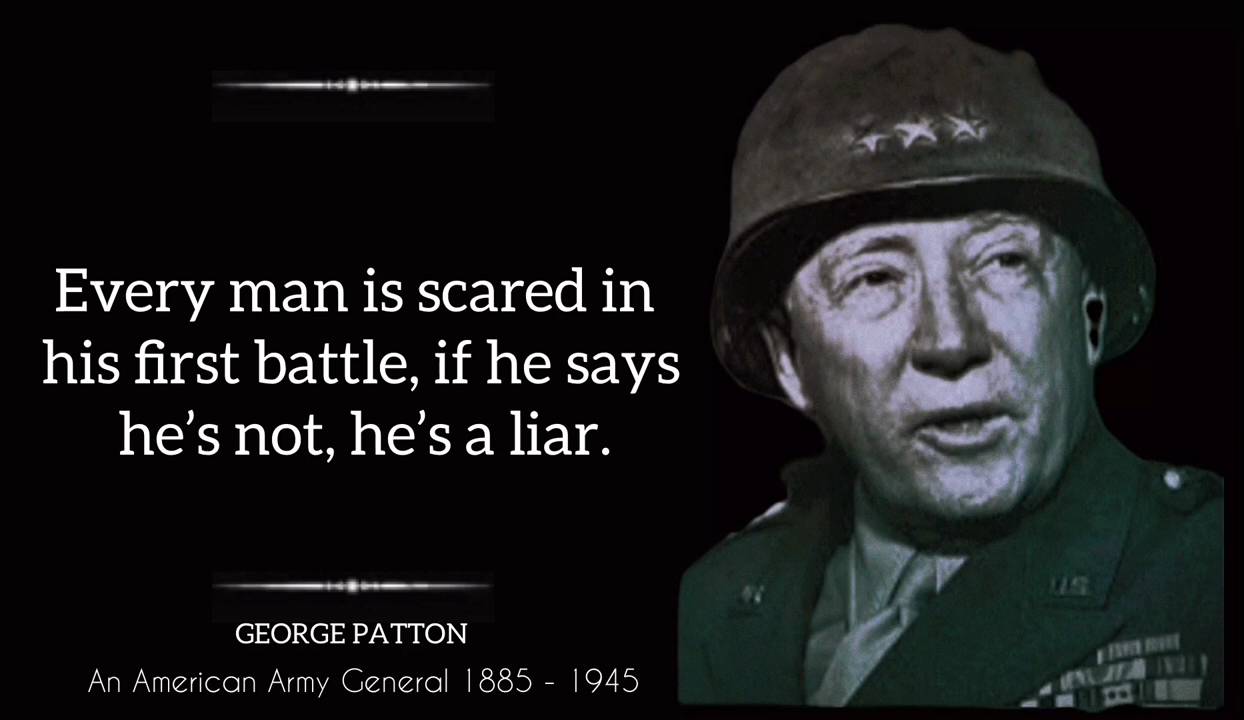 Every man is scared in
his first battle, if he says
he’s not, he’s a liar.
GEORGE PATTON
An American Army General 1885 - 1945
US